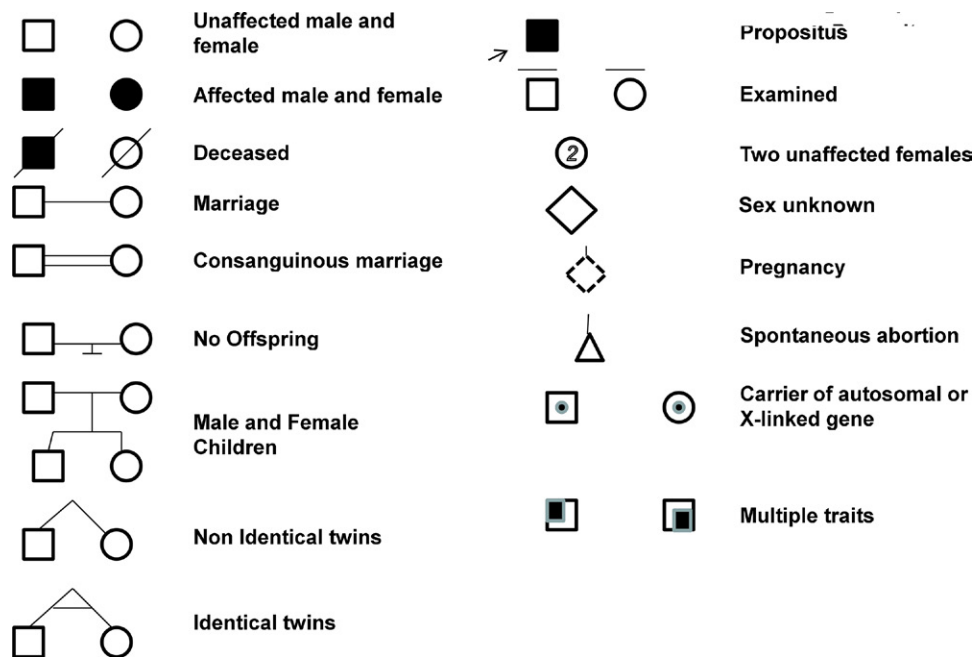 Unaffected male and
female
Affected male and female
Deceased
Marriage
Consanguinous marriage
No Offspring
Male and Female
Children
Non Identical twins
Identical twins
Propositus
Examined
2
Two unaffected females
Sex unknown
Pregnancy
Spontaneous abortion
Carrier of autosomal or
X-linked gene
Multiple traits